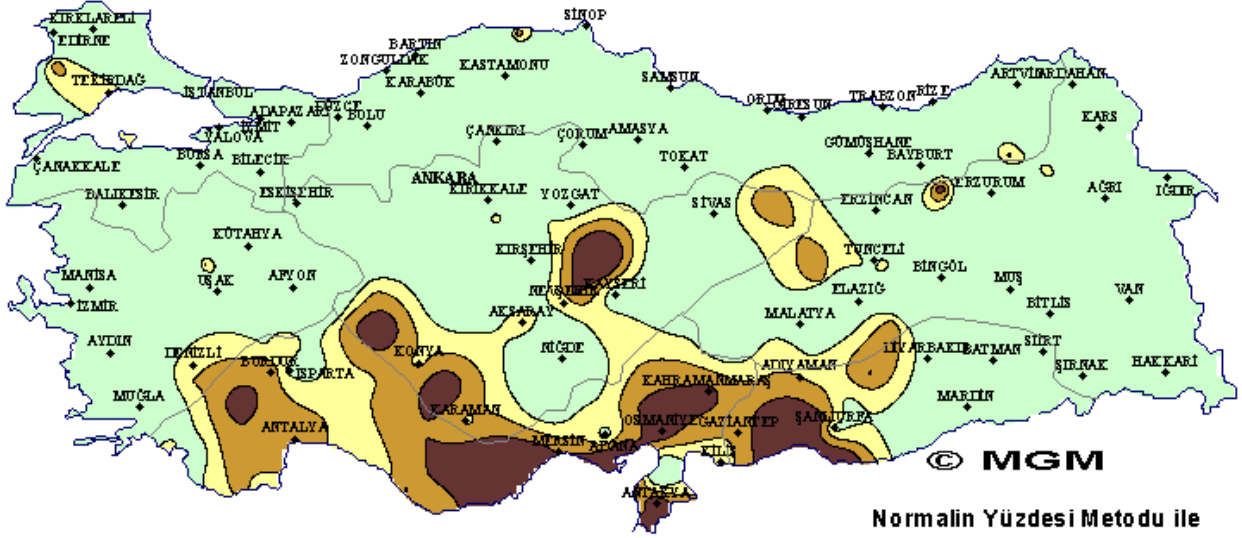 SİNOP
KIRKLARELİ
EDİRNE
BARTIN
ZONGULDAK
KASTAMONU
TEKİRDAĞ
KARABÜK
SAMSUN
ARTVİN
ARDAHAN
İSTANBUL
RİZE
ORDU
GİRESUN
TRABZON
ADAPAZARI
DÜZCE
BOLU
İZMİT
YALOVA
KARS
ÇANKIRI
ÇORUM
AMASYA
GÜMÜŞHANE
BAYBURT
ÇANAKKALE
BURSA
BİLECİK
TOKAT
ANKARA
KIRIKKALE
BALIKESİR
ESKİŞEHİR
YOZGAT
SİVAS
ERZİNCAN
ERZURUM
AĞRI
IĞDIR
KÜTAHYA
KIRŞEHİR
TUNCELİ
MANİSA
UŞAK
AFYON
KAYSERİ
BİNGÖL
MUŞ
NEVŞEHİR
ELAZIĞ
BİTLİS
VAN
İZMİR
AKSARAY
MALATYA
AYDIN
DENİZLİ
BURDUR
ISPARTA
KONYA
NİĞDE
ADIYAMAN
DİYARBAKIR
BATMAN
SİİRT
ŞIRNAK
HAKKARİ
KAHRAMANMARAŞ
MUĞLA
KARAMAN
OSMANİYE
GAZİANTEP
ŞANLIURFA
MARDİN
ANTALYA
MERSİN
ADANA
KİLİS
© MGM
ANTAKYA
Normalin Yüzdesi Metodu ile